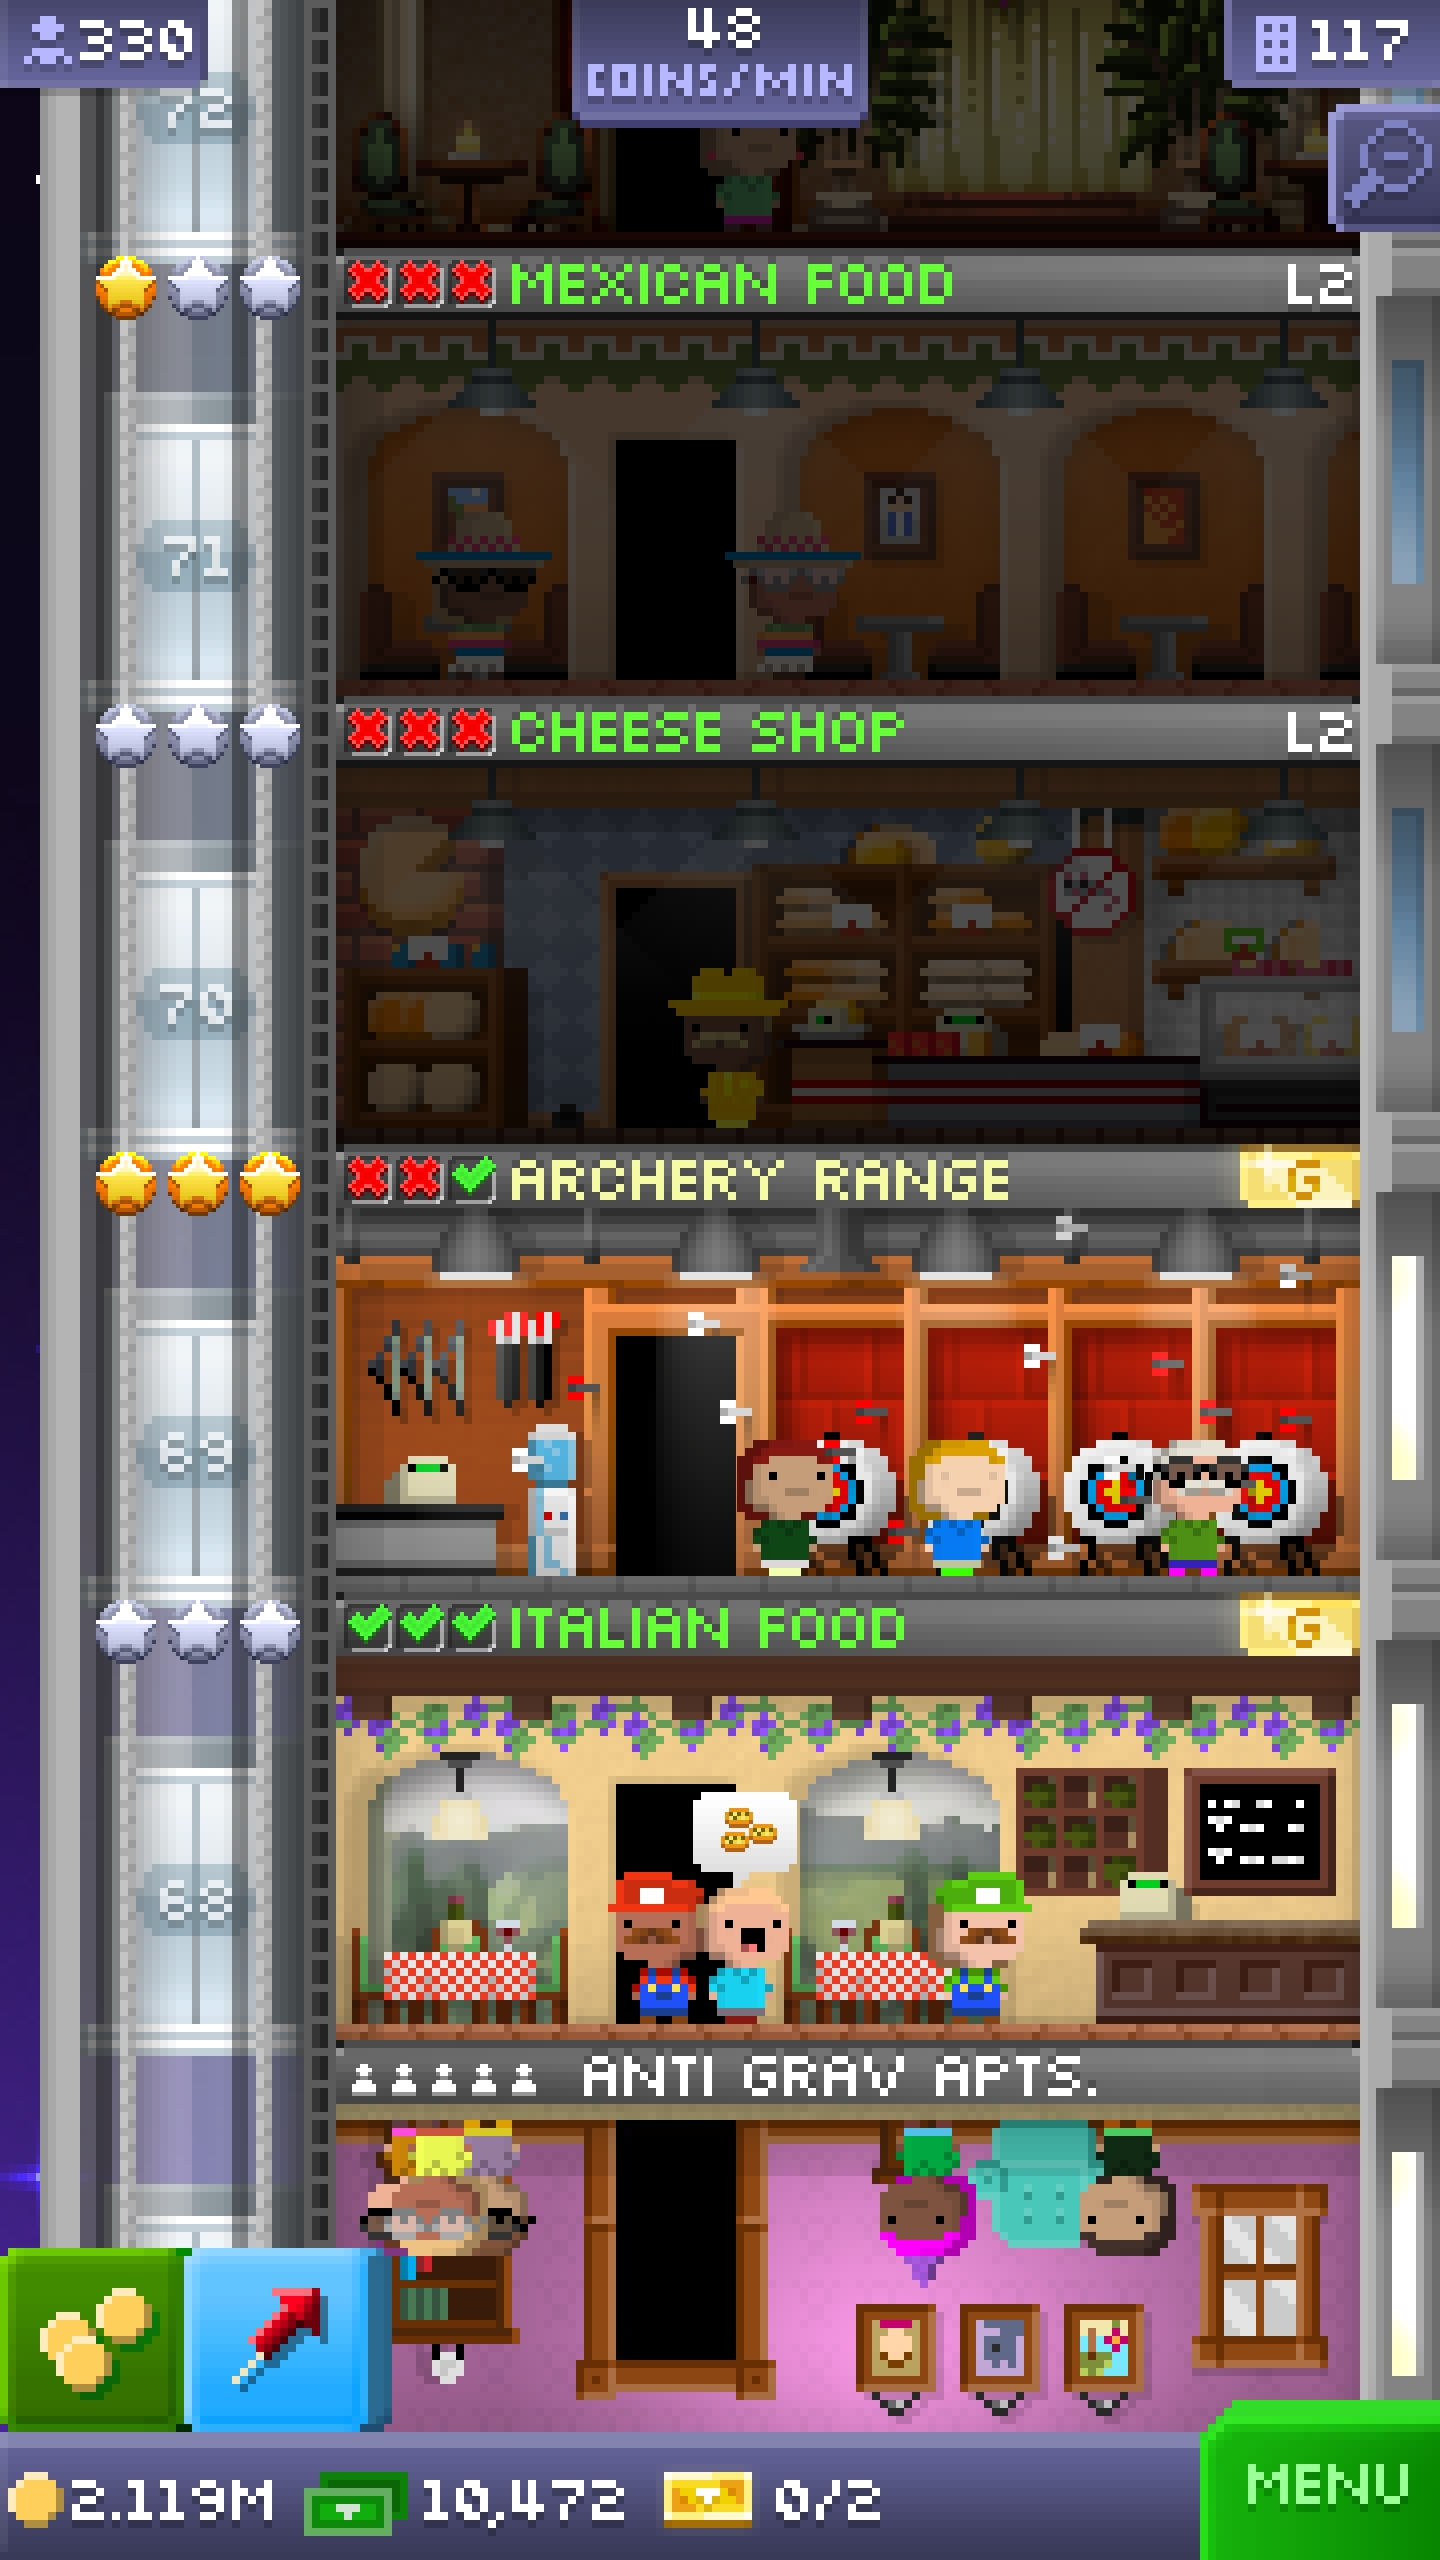 330
48
COINS/MIN
117
72
MEXICAN FOOD L2
71
CHEESE SHOP L2
70
ARCHERY RANGE G
69
ITALIAN FOOD G
68
ANTI GRAV APTS.
2.119M 10,472 0/2
MENU